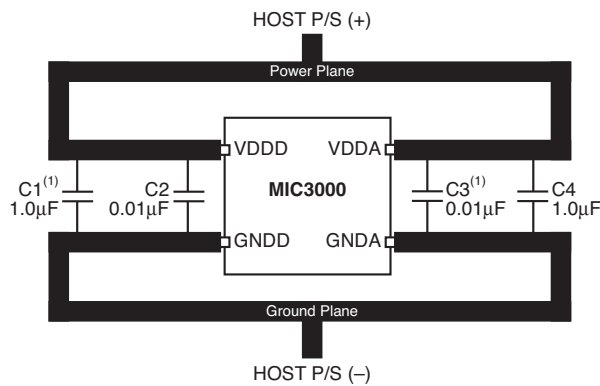 HOST P/S (+)
Power Plane
VDDD VDDA
C1(1) 1.0µF
C2 0.01µF
MIC3000
C3(1) 0.01µF
C4 1.0µF
GNDD GNDA
Ground Plane
HOST P/S (–)